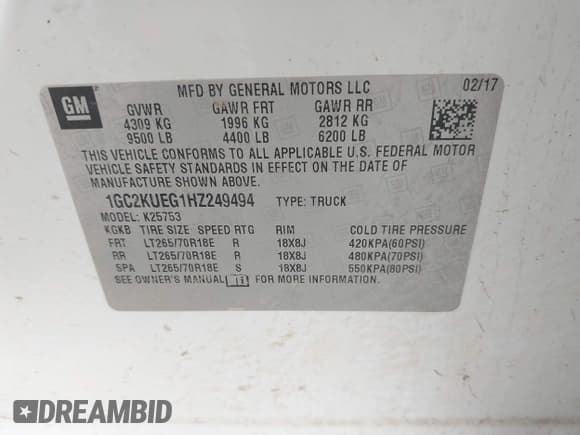 MFD BY GENERAL MOTORS LLC 02/17
GM
GVWR GAWR FRT GAWR RR
4309 KG 1996 KG 2812 KG
9500 LB 4400 LB 6200 LB
THIS VEHICLE CONFORMS TO ALL APPLICABLE U.S. FEDERAL MOTOR
VEHICLE SAFETY STANDARDS IN EFFECT ON THE DATE OF
MANUFACTURE SHOWN ABOVE.
1GC2KUEG1HZ249494 TYPE: TRUCK
MODEL: K25753
KGKB TIRE SIZE SPEED RTG RIM COLD TIRE PRESSURE
FRT LT265/70R18E R 18X8J 420KPA(60PSI)
RR LT265/70R18E R 18X8J 480KPA(70PSI)
SPA LT265/70R18E S 18X8J 550KPA(80PSI)
SEE OWNER'S MANUAL FOR MORE INFORMATION.
DREAMBID